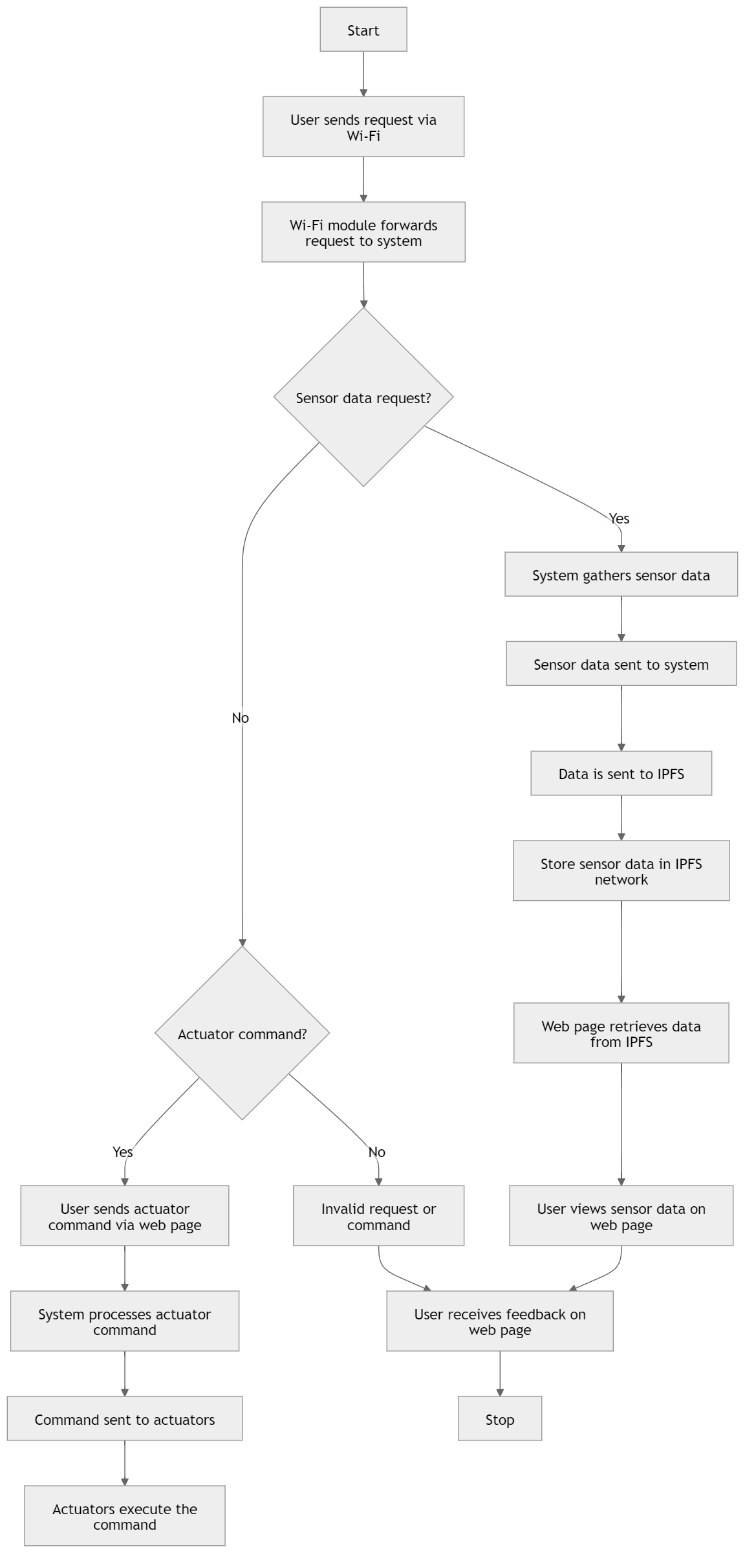 Start
User sends request via
Wi-Fi
Wi-Fi module forwards
request to system
Sensor data request?
Yes
System gathers sensor data
Sensor data sent to system
No
Data is sent to IPFS
Store sensor data in IPFS
network
Actuator command?
Web page retrieves data
from IPFS
Yes
No
User sends actuator
command via web page
Invalid request or
command
User views sensor data on
web page
System processes actuator
command
User receives feedback on
web page
Command sent to actuators
Stop
Actuators execute the
command